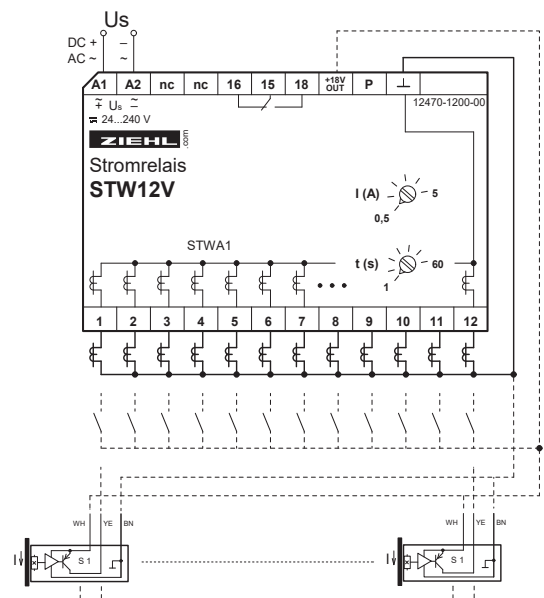 Us
DC + –
AC ~ ~
A1 A2 nc nc 16 15 18 +18V OUT P ⊥
~ + Us ~ –
24...240 V
12470-1200-00
ZIEHL .com
Stromrelais
STW12V
I (A) 5
0,5
STWA1
t (s) 60
1
1 2 3 4 5 6 7 8 9 10 11 12
WH YE BN WH YE BN
I S 1 I S 1